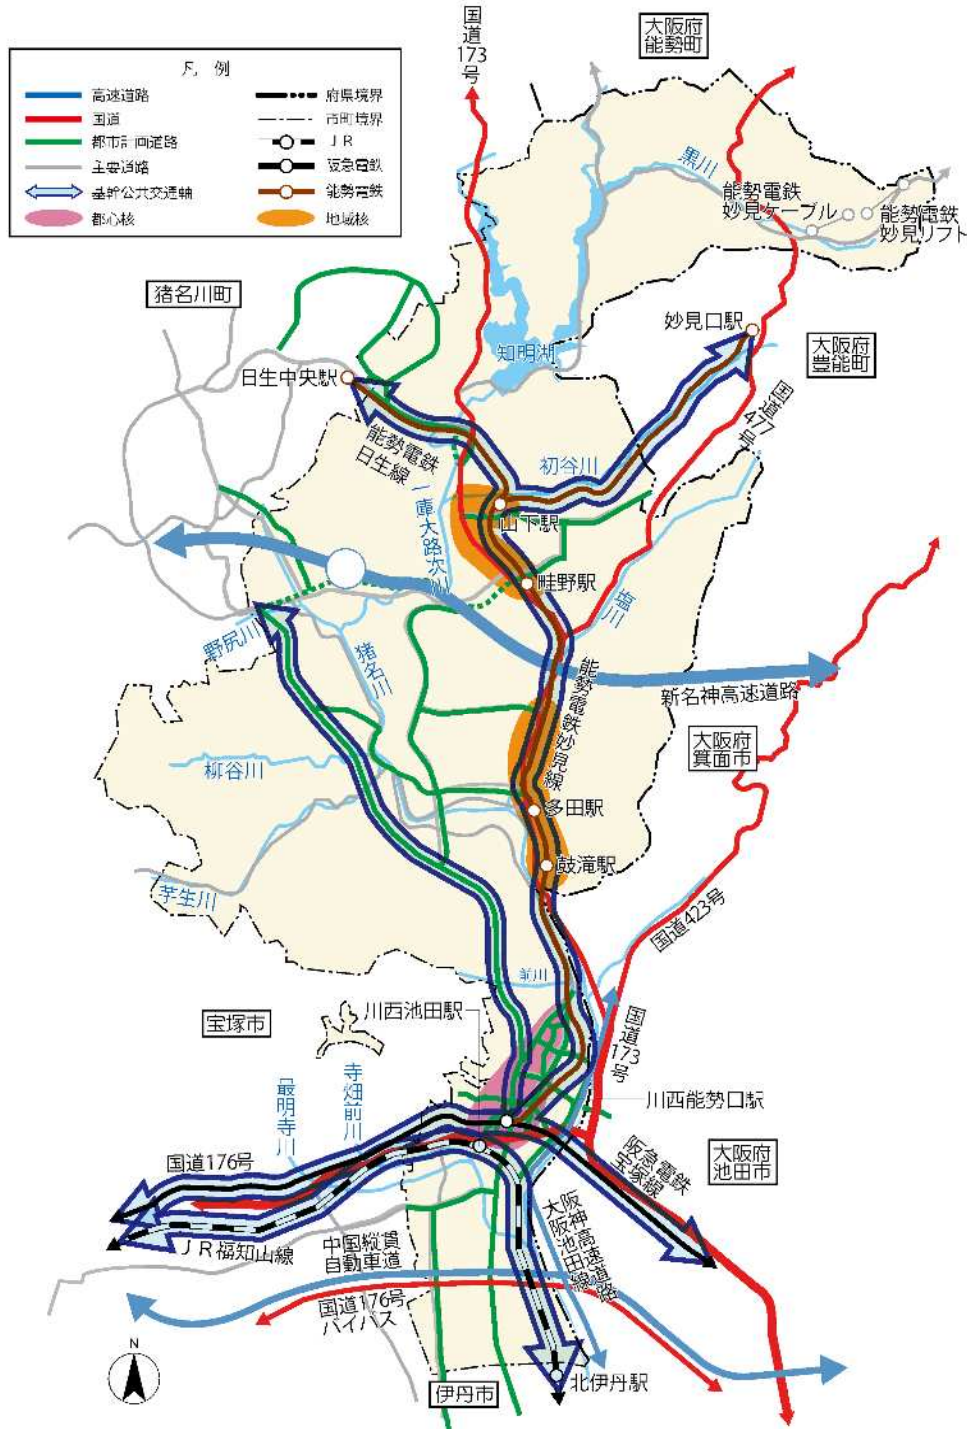 凡 例
高速道路
国道
都市計画道路
主要道路
基幹公共交通軸
都心核
府県境界
市町境界
ＪＲ
阪急電鉄
能勢電鉄
地域核
国道173号
大阪府
能勢町
黒川
能勢電鉄
妙見ケーブル
能勢電鉄
妙見リフト
猪名川町
妙見口駅
大阪府
豊能町
知明湖
日生中央駅
国道477号
能勢電鉄
日生線
初谷川
一庫大路次川
山下駅
畦野駅
塩川
野尻川
猪名川
能勢電鉄妙見線
新名神高速道路
大阪府
箕面市
柳谷川
多田駅
鼓滝駅
芋生川
国道423号
前川
川西池田駅
宝塚市
国道173号
寺畑前川
最明寺川
川西能勢口駅
国道176号
阪急電鉄
宝塚線
大阪府
池田市
ＪＲ福知山線
中国縦貫
自動車道
大阪神高速道路
阪池田線
国道176号
バイパス
N
伊丹市
北伊丹駅